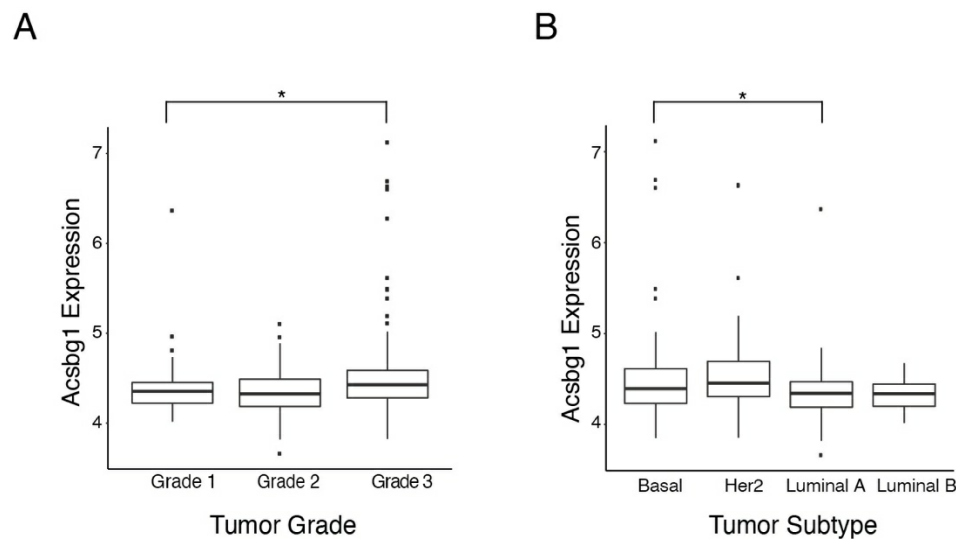 A
*
7
6
5
4
Acsbg1 Expression
Grade 1 Grade 2 Grade 3
Tumor Grade
B
*
7
6
5
4
Acsbg1 Expression
Basal Her2 Luminal A Luminal B
Tumor Subtype